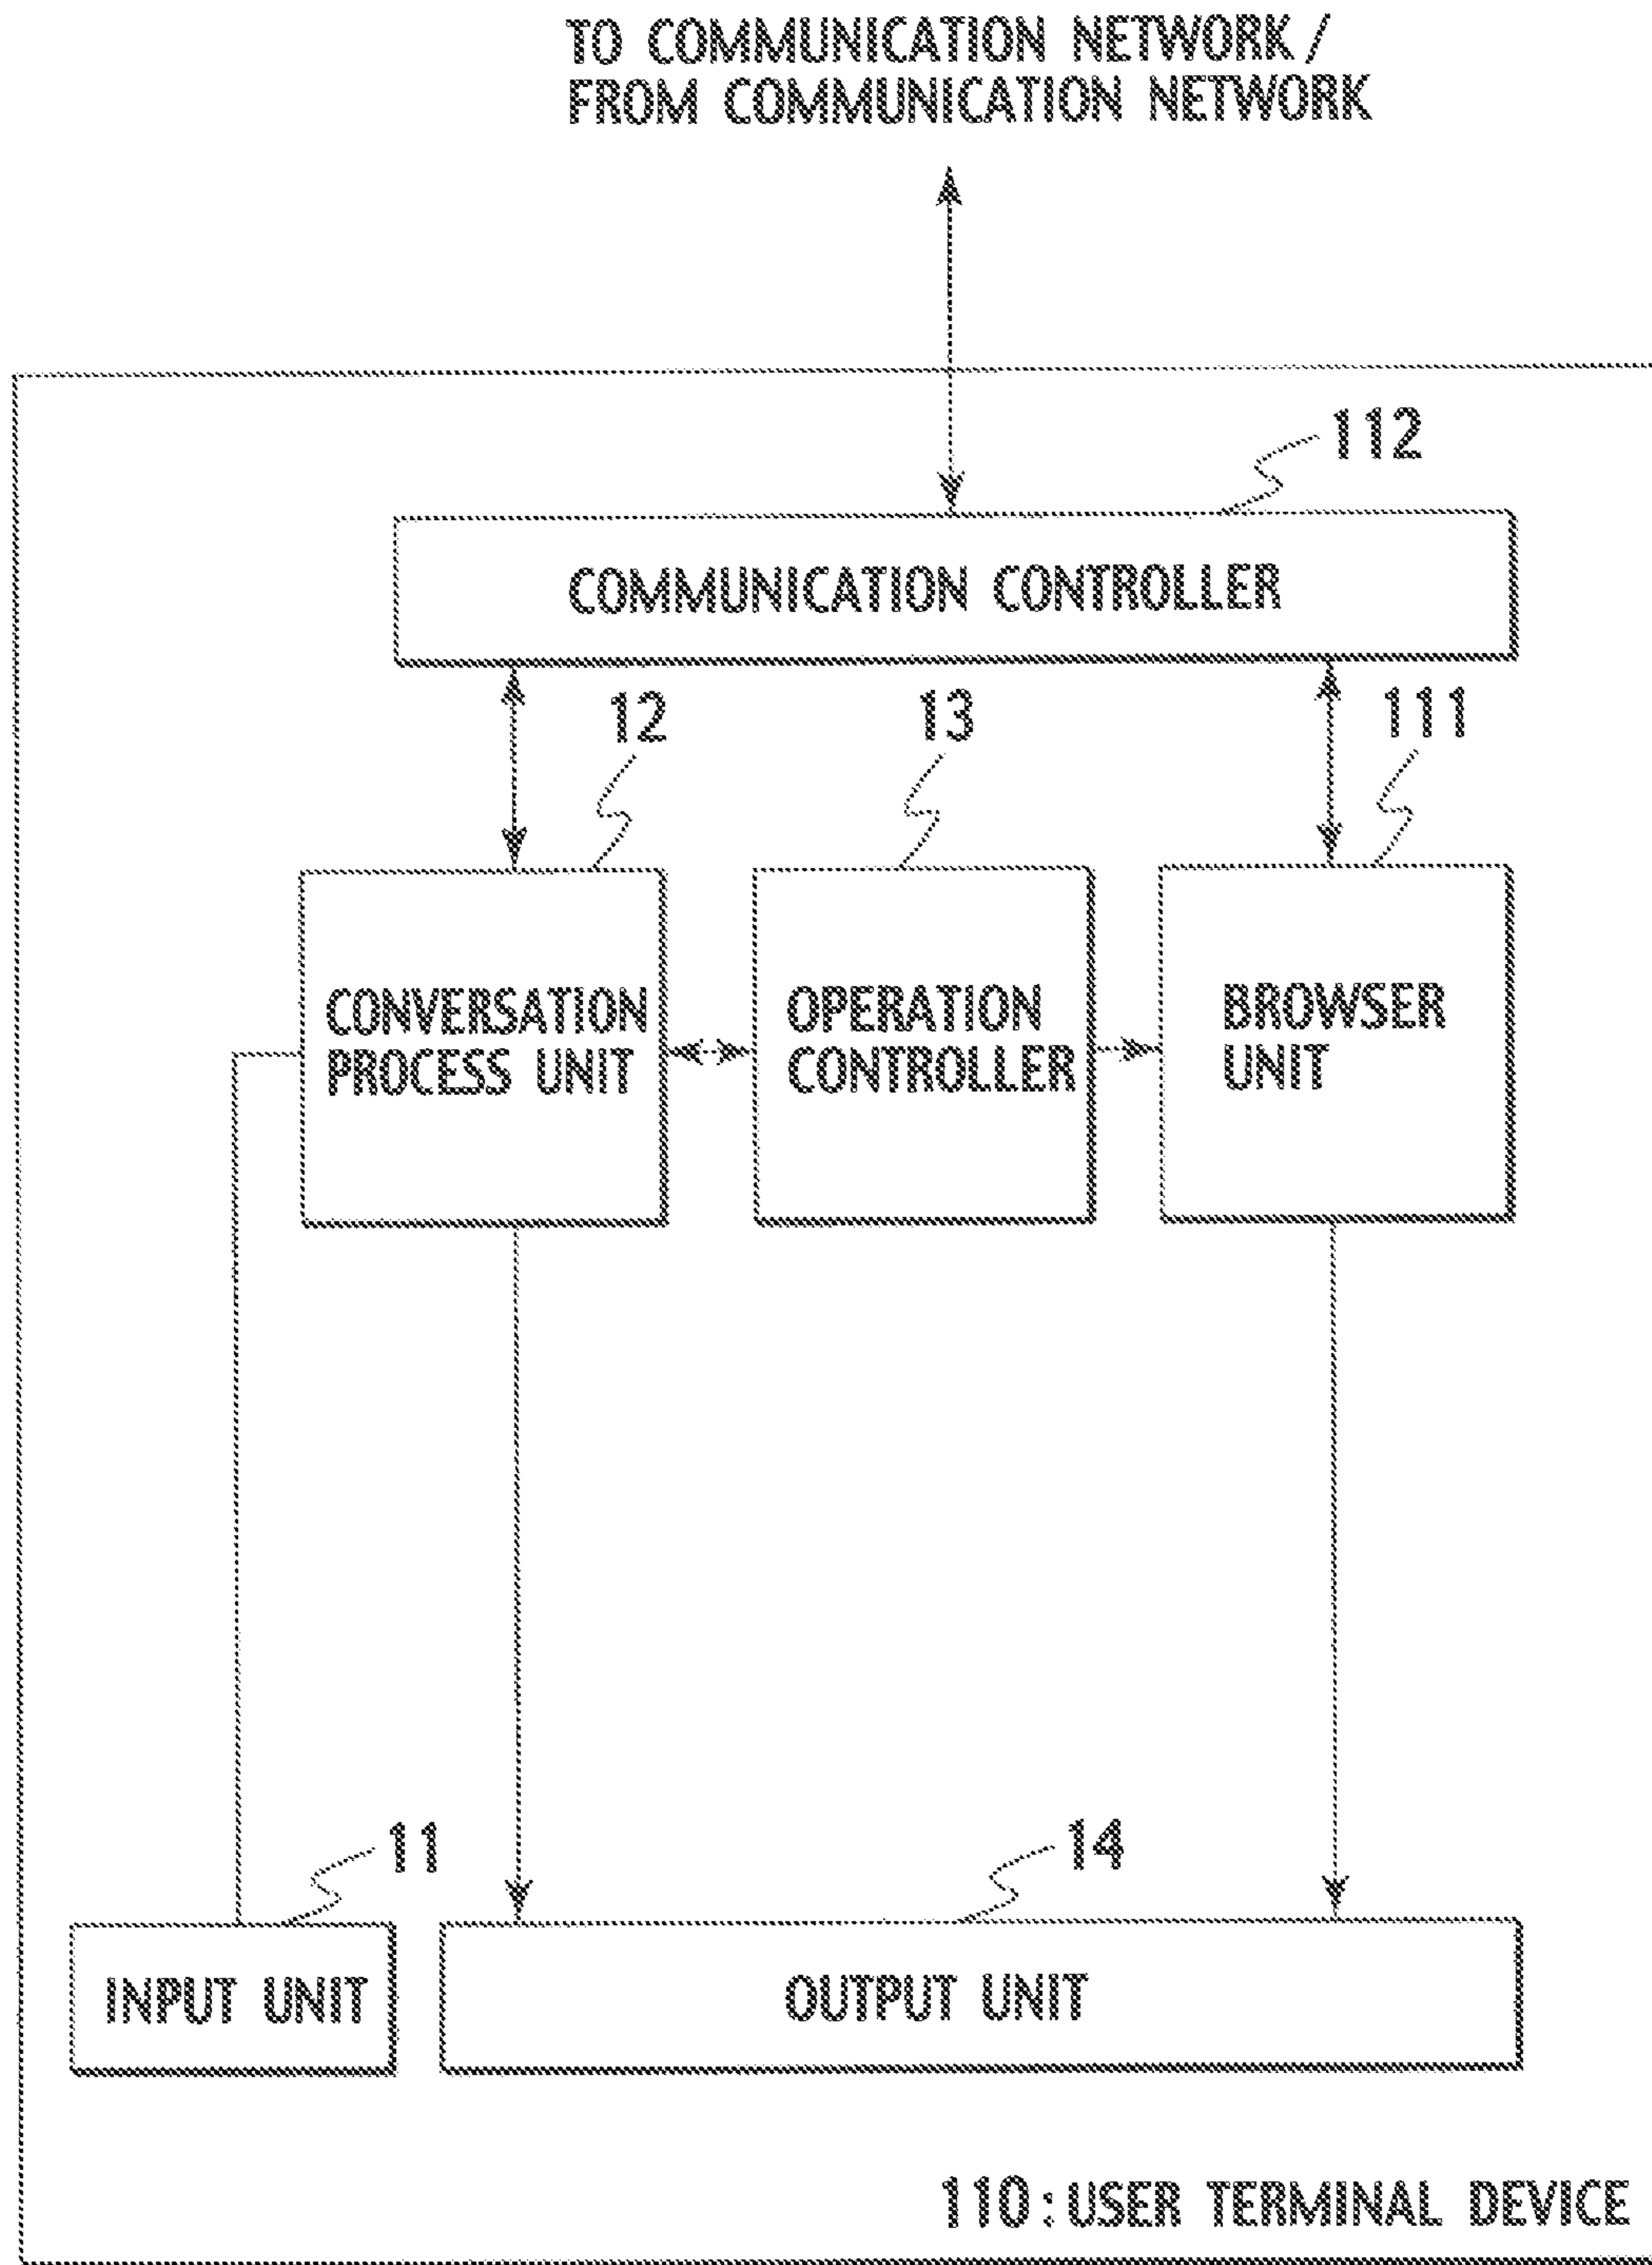 TO COMMUNICATION NETWORK /
FROM COMMUNICATION NETWORK
112
COMMUNICATION CONTROLLER
12
13
111
CONVERSATION
PROCESS UNIT
OPERATION
CONTROLLER
BROWSER
UNIT
11
14
INPUT UNIT
OUTPUT UNIT
110 : USER TERMINAL DEVICE